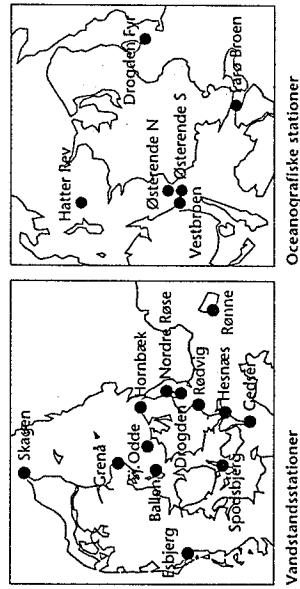 Skagen
Grenå
Hornbæk
Sj. Odde
Nordre Røse
Ballen
Drogden
Rødvig
Rønne
Esbjerg
Hesnæs
Spodsbjerg
Gedser
Vandstandsstationer
Drogden Fyr
Hatter Rev
Østerende N
Østerende S
Vestbroen
Farø Broen
Oceanografiske stationer